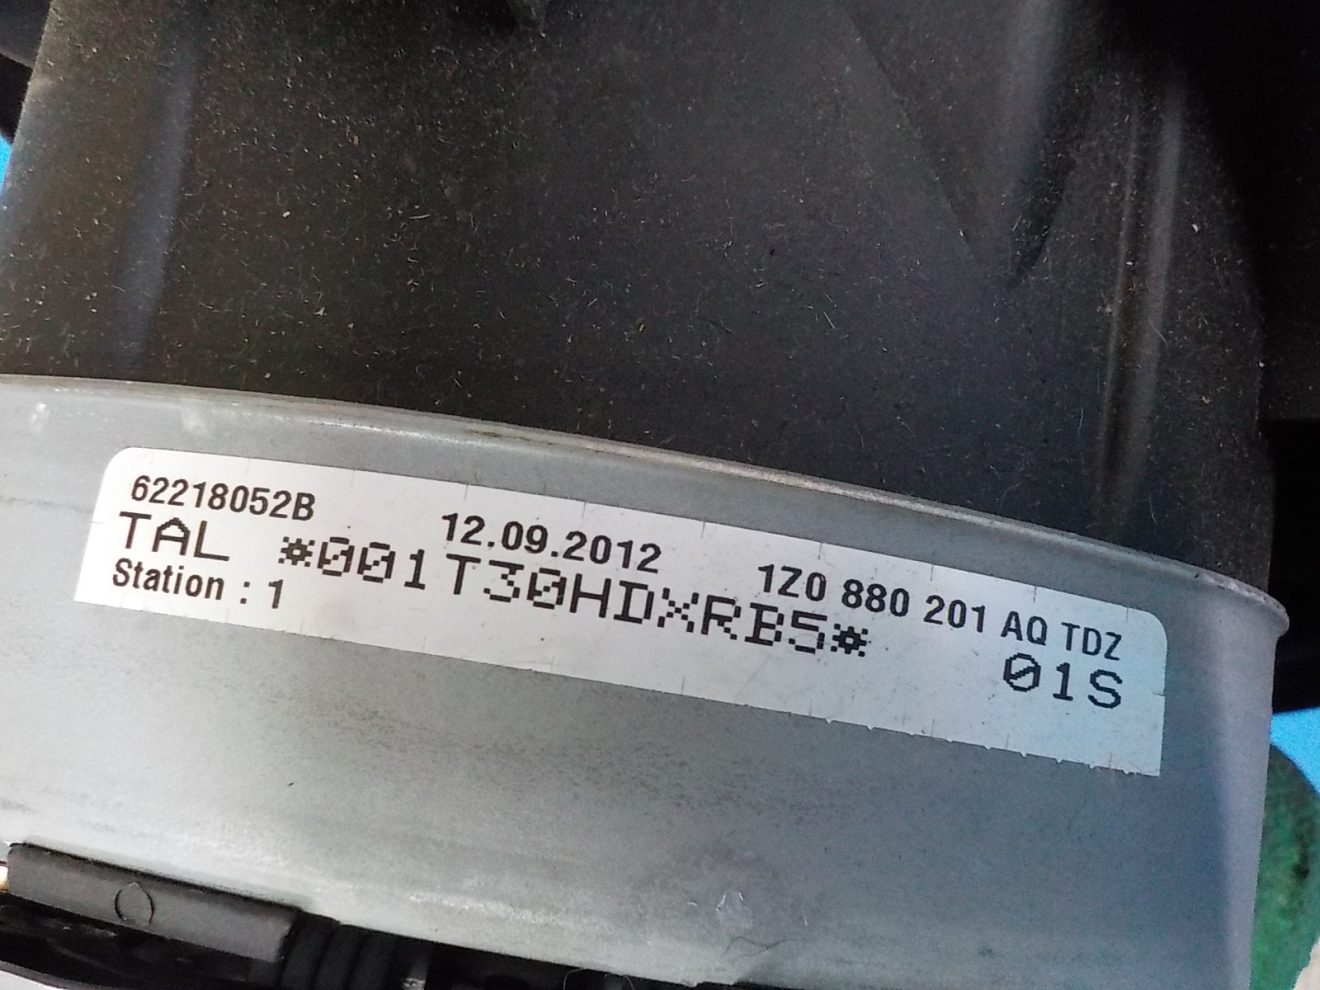 62218052B 12.09.2012 1Z0 880 201 AQ TDZ
TAL *001T30HDXRB5* 01S
Station : 1